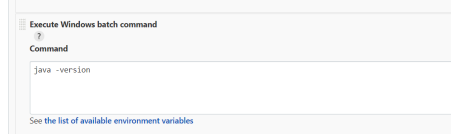 Execute Windows batch command
?
Command
java -version
See the list of available environment variables